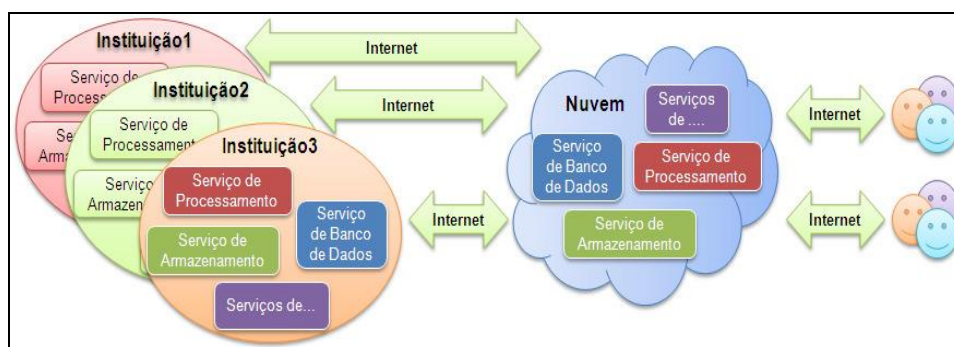 Instituição1
Serviço de
Instituição2
Serviço de
Processamento
Serviço
Instituição3
Serviço de
Processamento
Serviço
de Banco
de Dados
Serviço de
Armazenamento
Serviços de...
Internet
Internet
Internet
Nuvem
Serviços
de ....
Serviço
de Banco
de Dados
Serviço de
Processamento
Serviço de
Armazenamento
Internet
Internet